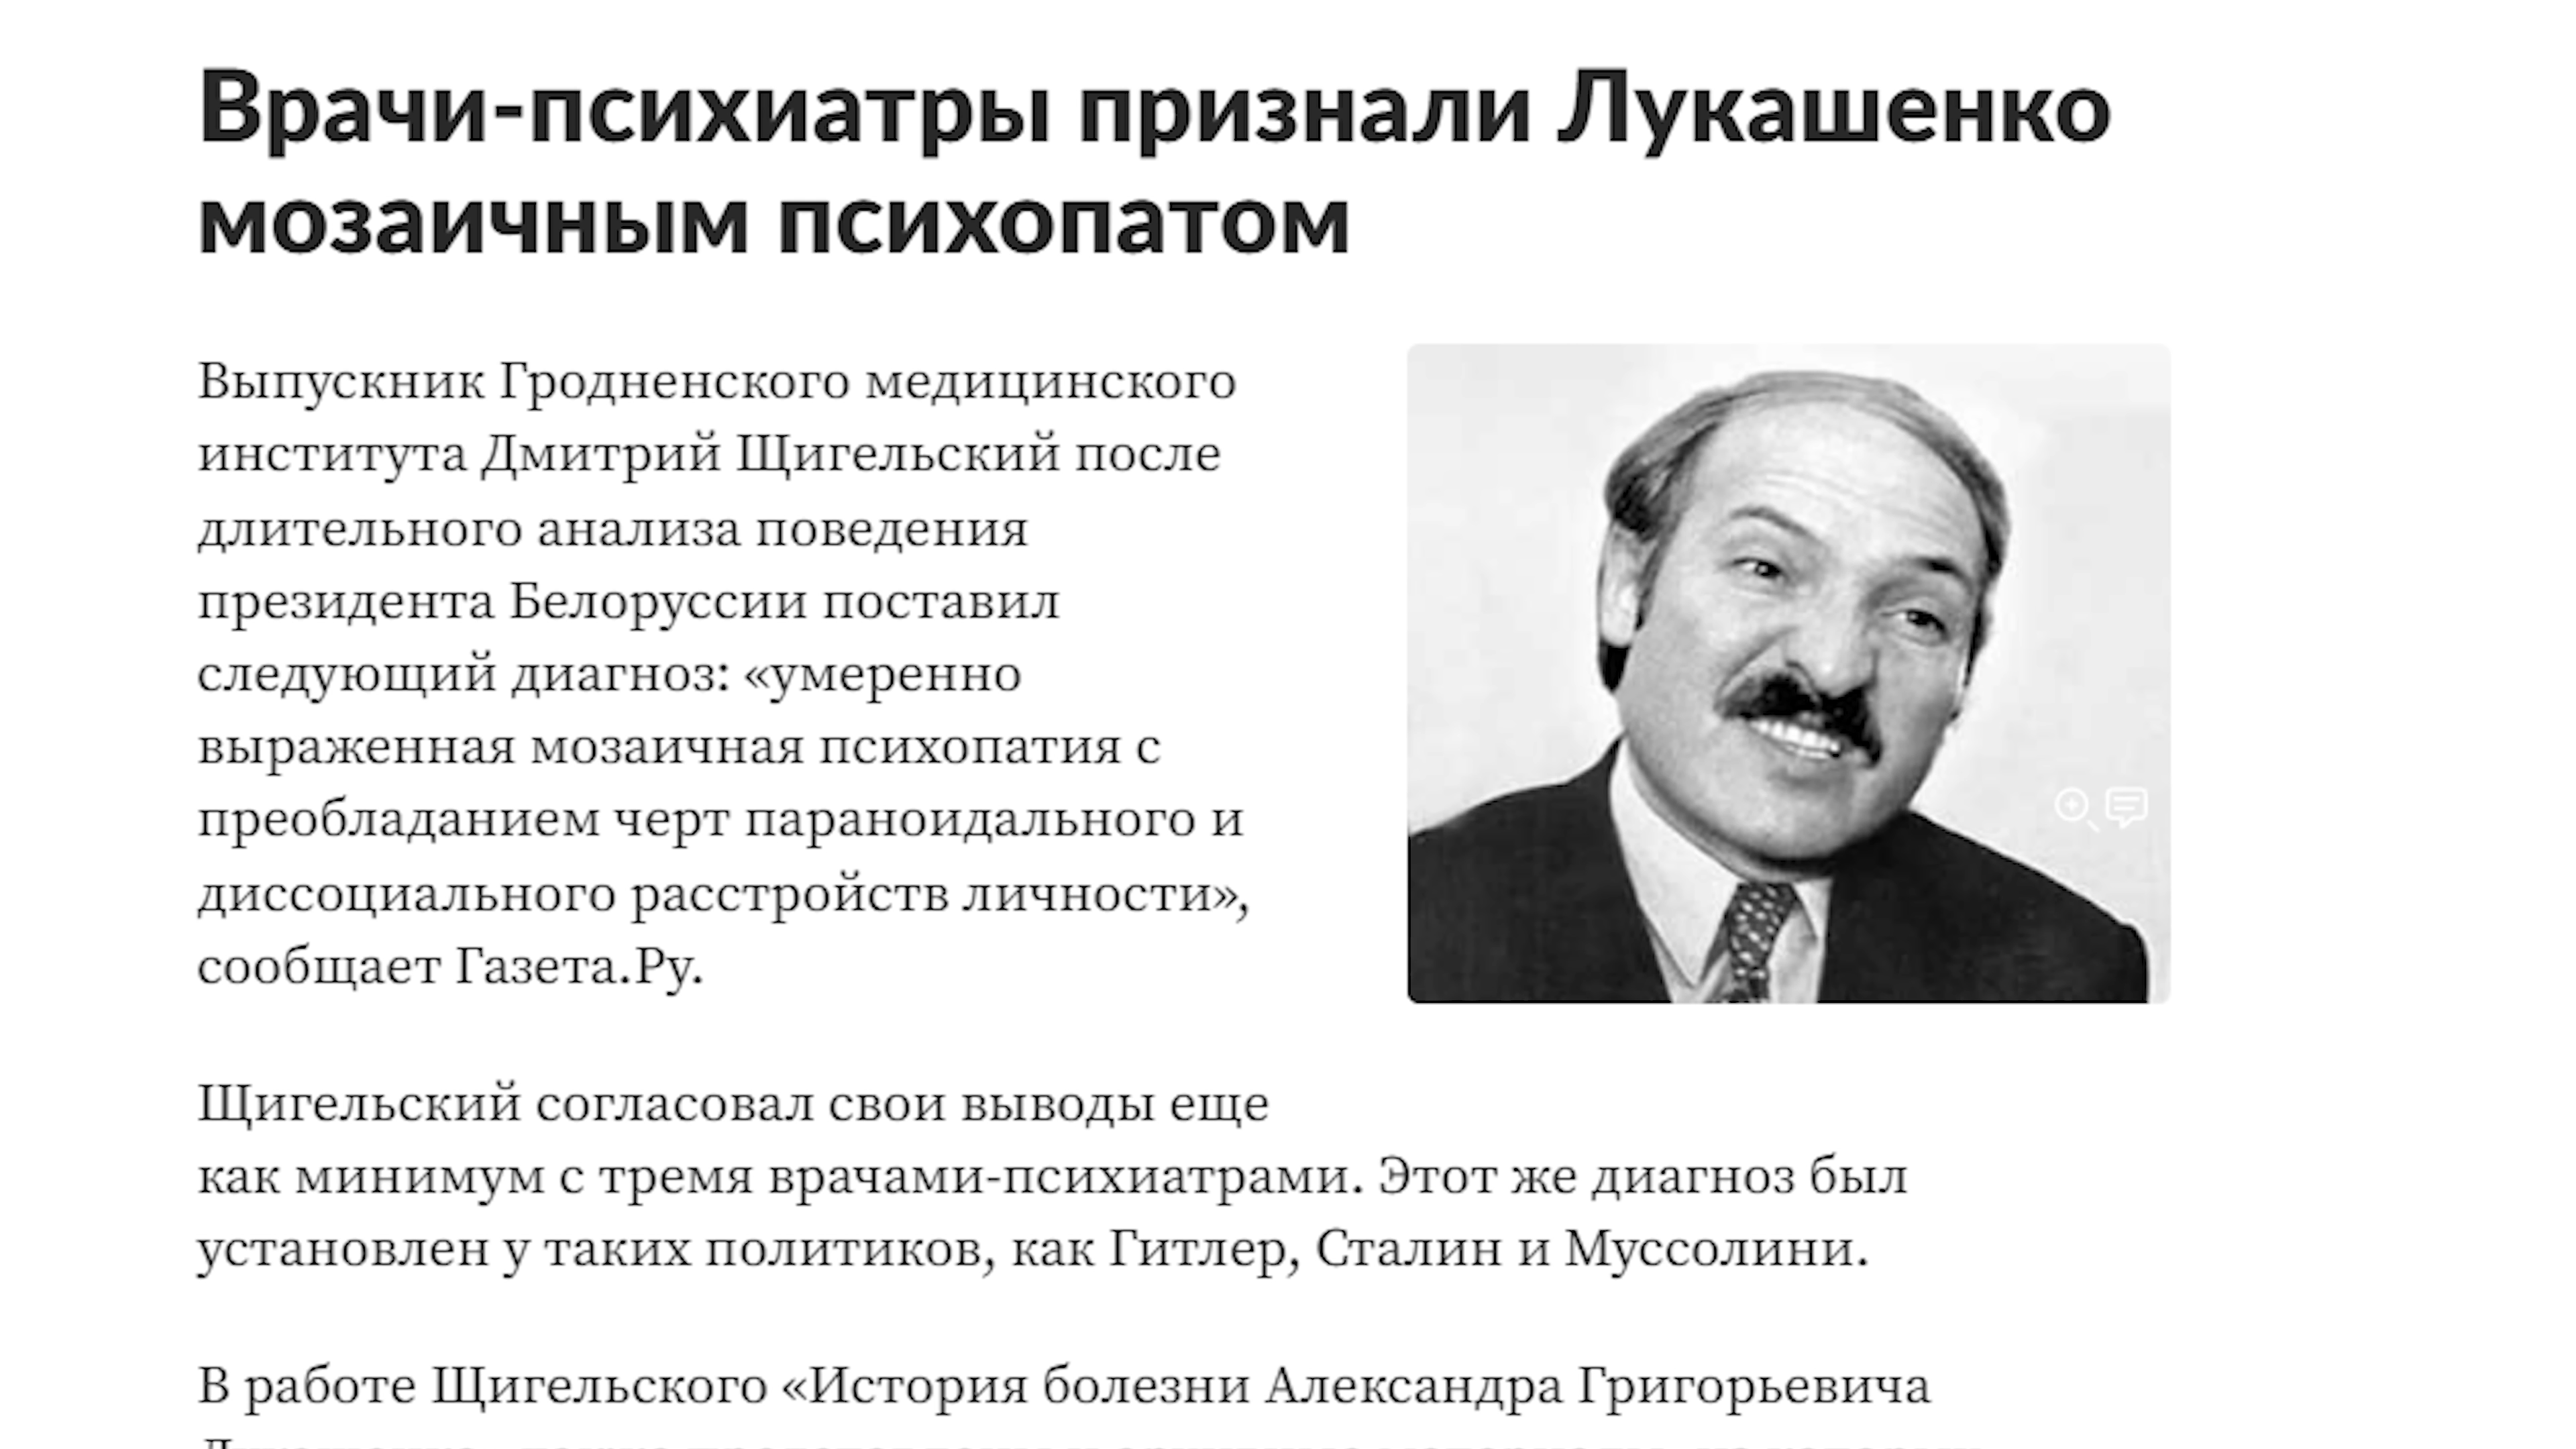 Врачи-психиатры признали Лукашенко
мозаичным психопатом
Выпускник Гродненского медицинского
института Дмитрий Щигельский после
длительного анализа поведения
президента Белоруссии поставил
следующий диагноз: «умеренно
выраженная мозаичная психопатия с
преобладанием черт параноидального и
диссоциального расстройств личности»,
сообщает Газета.Ру.
Щигельский согласовал свои выводы еще
как минимум с тремя врачами-психиатрами. Этот же диагноз был
установлен у таких политиков, как Гитлер, Сталин и Муссолини.
В работе Щигельского «История болезни Александра Григорьевича